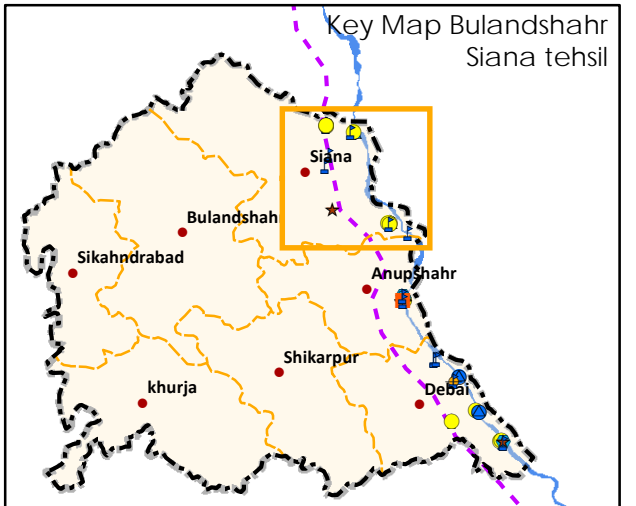 Key Map Bulandshahr
Siana tehsil
Siana
Bulandshah
Sikahndrabad
Anupshahr
Shikarpur
khurja
Debai